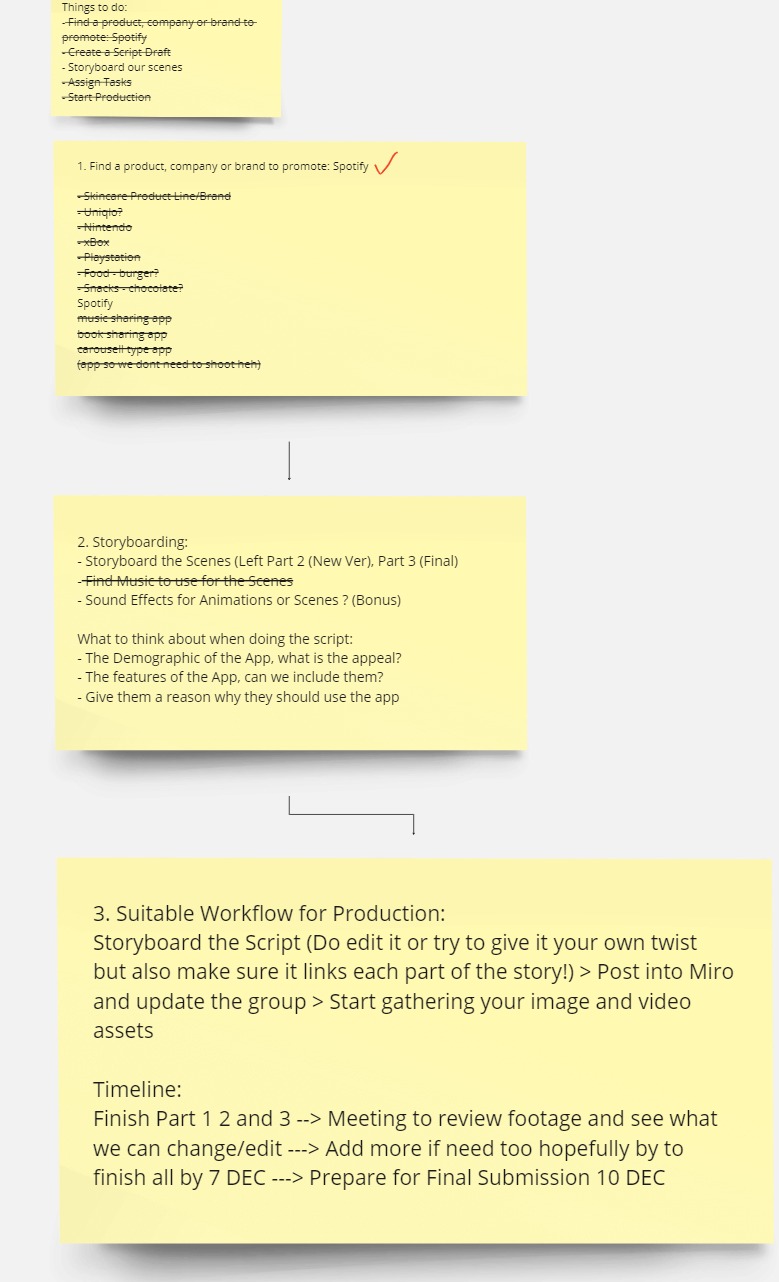 Things to do:
- Find a product, company or brand to
promote: Spotify
- Create a Script Draft
- Storyboard our scenes
- Assign Tasks
- Start Production
1. Find a product, company or brand to promote: Spotify
- Skincare Product Line/Brand
- Uniqlo?
- Nintendo
- xBox
- Playstation
- Food - burger?
- Snacks - chocolate?
Spotify
music sharing app
book sharing app
carousell type app
(app so we dont need to shoot heh)
2. Storyboarding:
- Storyboard the Scenes (Left Part 2 (New Ver), Part 3 (Final)
- Find Music to use for the Scenes
- Sound Effects for Animations or Scenes ? (Bonus)
What to think about when doing the script:
- The Demographic of the App, what is the appeal?
- The features of the App, can we include them?
- Give them a reason why they should use the app
3. Suitable Workflow for Production:
Storyboard the Script (Do edit it or try to give it your own twist
but also make sure it links each part of the story!) > Post into Miro
and update the group > Start gathering your image and video
assets
Timeline:
Finish Part 1 2 and 3 --> Meeting to review footage and see what
we can change/edit ---> Add more if need too hopefully by to
finish all by 7 DEC ---> Prepare for Final Submission 10 DEC